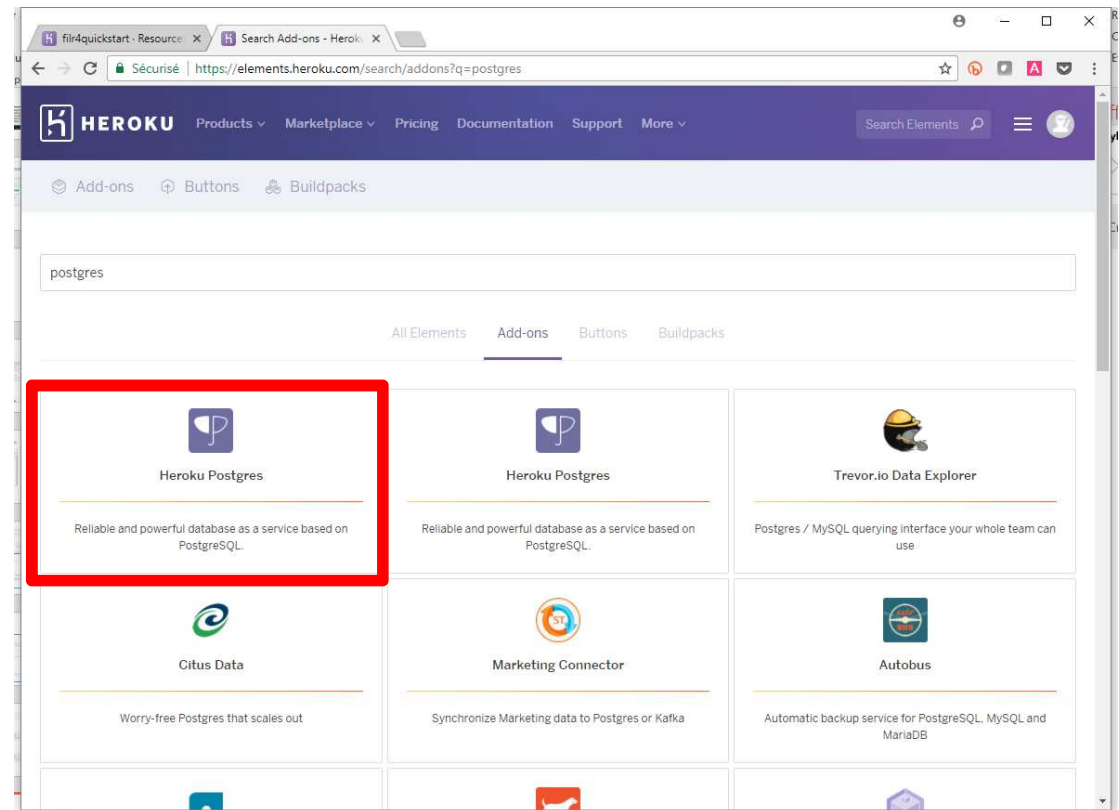 filr4quickstart · Resource
Search Add-ons - Heroku
Sécurisé | https://elements.heroku.com/search/addons?q=postgres
HEROKU Products Marketplace Pricing Documentation Support More Search Elements
Add-ons Buttons Buildpacks
postgres
All Elements Add-ons Buttons Buildpacks
Heroku Postgres
Reliable and powerful database as a service based on
PostgreSQL.
Heroku Postgres
Reliable and powerful database as a service based on
PostgreSQL.
Trevor.io Data Explorer
Postgres / MySQL querying interface your whole team can
use
Citus Data
Worry-free Postgres that scales out
ST
Marketing Connector
Synchronize Marketing data to Postgres or Kafka
Autobus
Automatic backup service for PostgreSQL, MySQL and
MariaDB